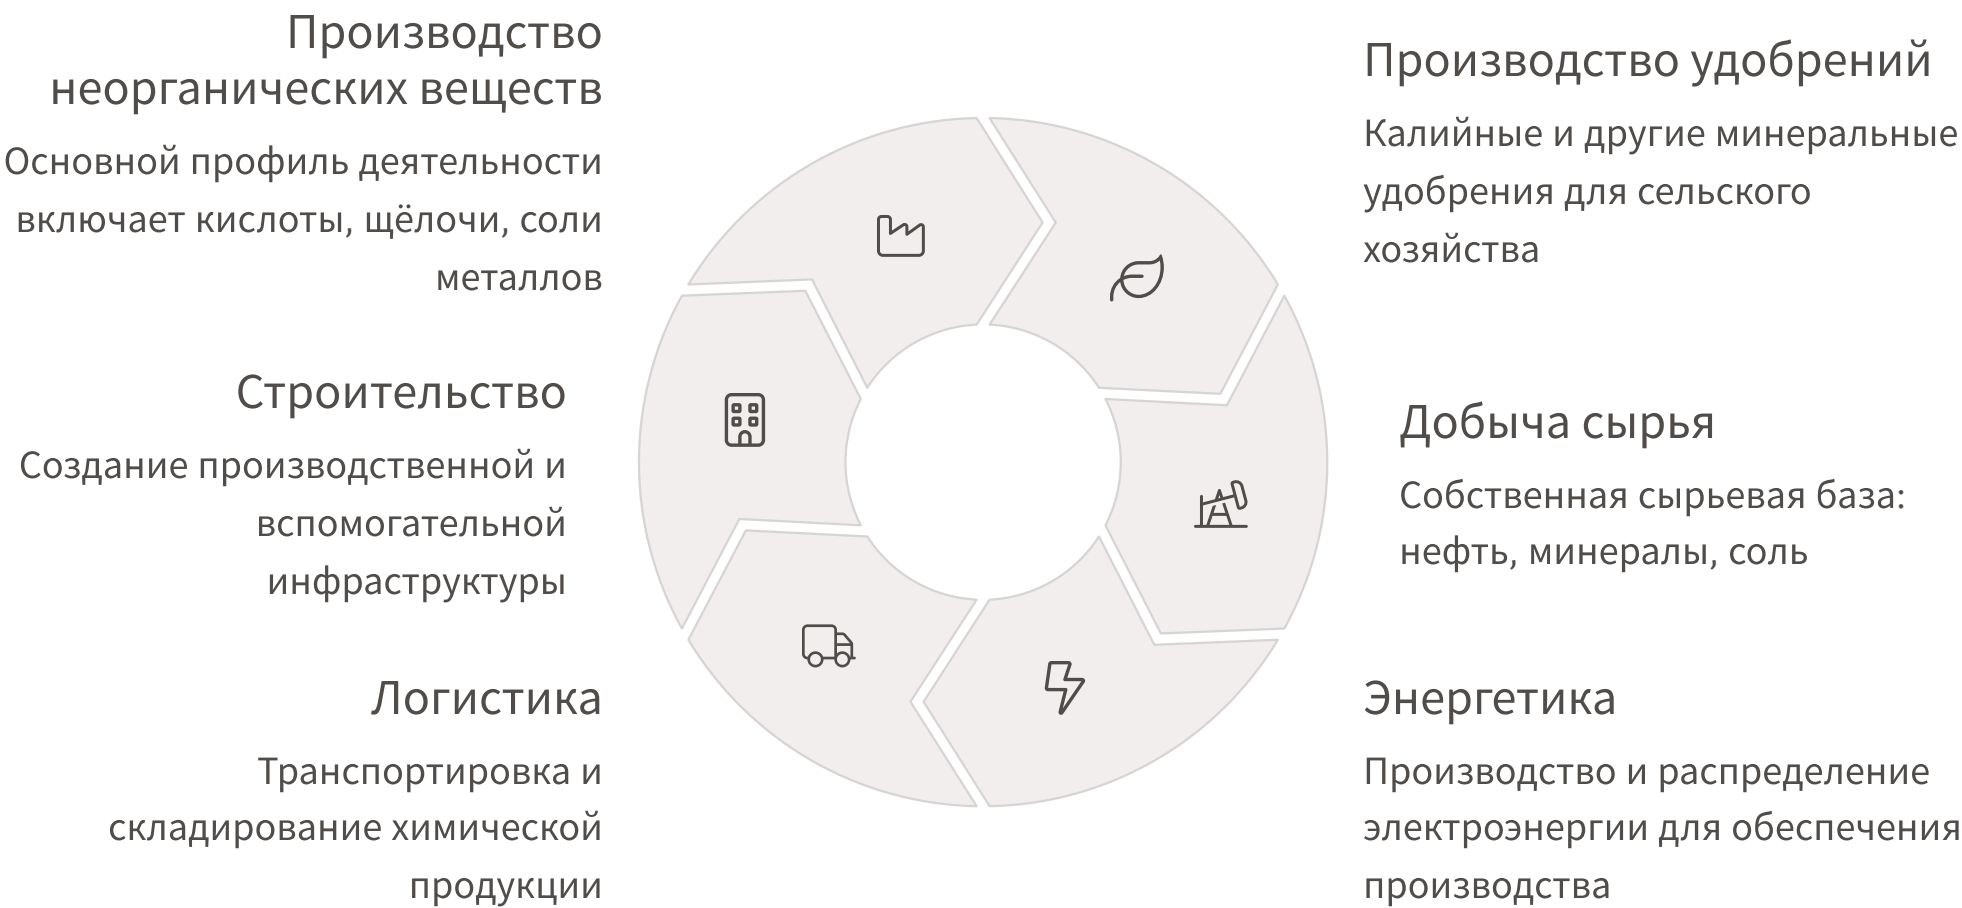 Производство
неорганических веществ
Основной профиль деятельности
включает кислоты, щёлочи, соли
металлов
Производство удобрений
Калийные и другие минеральные
удобрения для сельского
хозяйства
Строительство
Создание производственной и
вспомогательной
инфраструктуры
Добыча сырья
Собственная сырьевая база:
нефть, минералы, соль
Логистика
Транспортировка и
складирование химической
продукции
Энергетика
Производство и распределение
электроэнергии для обеспечения
производства